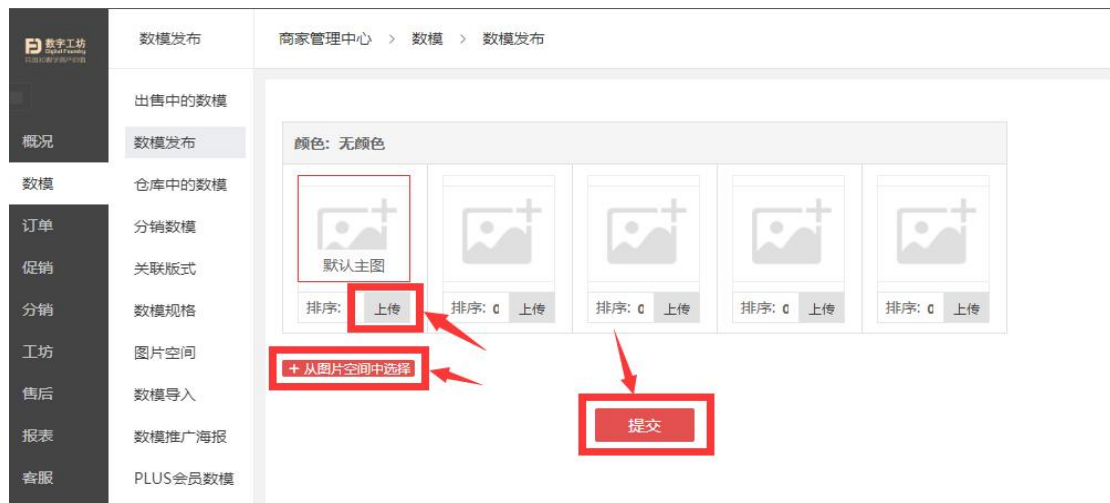 数字工坊
Digital Foundry
数模发布
商家管理中心 > 数模 > 数模发布
概况
数模
订单
促销
分销
工坊
售后
报表
客服
出售中的数模
数模发布
仓库中的数模
分销数模
关联版式
数模规格
图片空间
数模导入
数模推广海报
PLUS会员数模
颜色：无颜色
默认主图
排序: 上传
排序: 0 上传
排序: 0 上传
排序: 0 上传
排序: 0 上传
+ 从图片空间中选择
提交